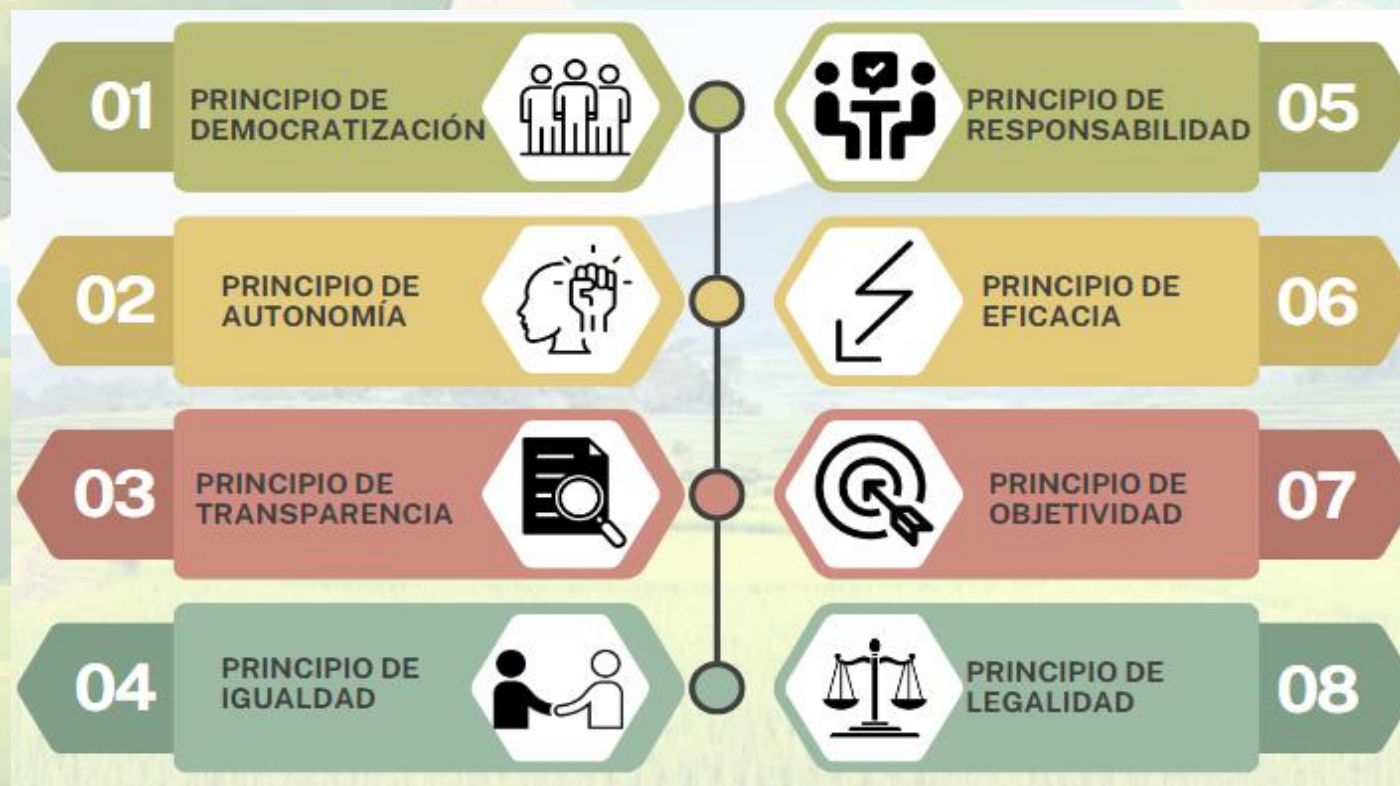 01
PRINCIPIO DE
DEMOCRATIZACIÓN
02
PRINCIPIO DE
AUTONOMÍA
03
PRINCIPIO DE
TRANSPARENCIA
04
PRINCIPIO DE
IGUALDAD
PRINCIPIO DE
RESPONSABILIDAD
05
PRINCIPIO DE
EFICACIA
06
PRINCIPIO DE
OBJETIVIDAD
07
PRINCIPIO DE
LEGALIDAD
08